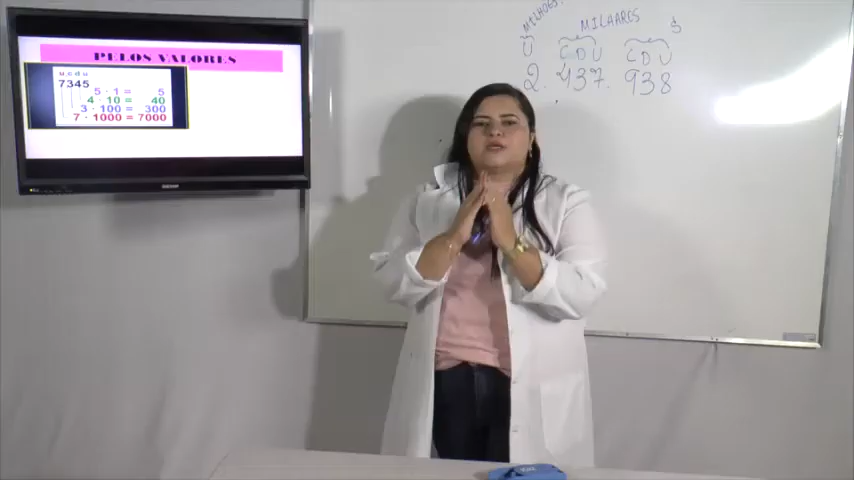 PELOS VALORES
u c d u
7345
5 · 1 = 5
4 · 10 = 40
3 · 100 = 300
7 · 1000 = 7000
MILHÕES MILHARES
U C D U C D U
2. 437. 938